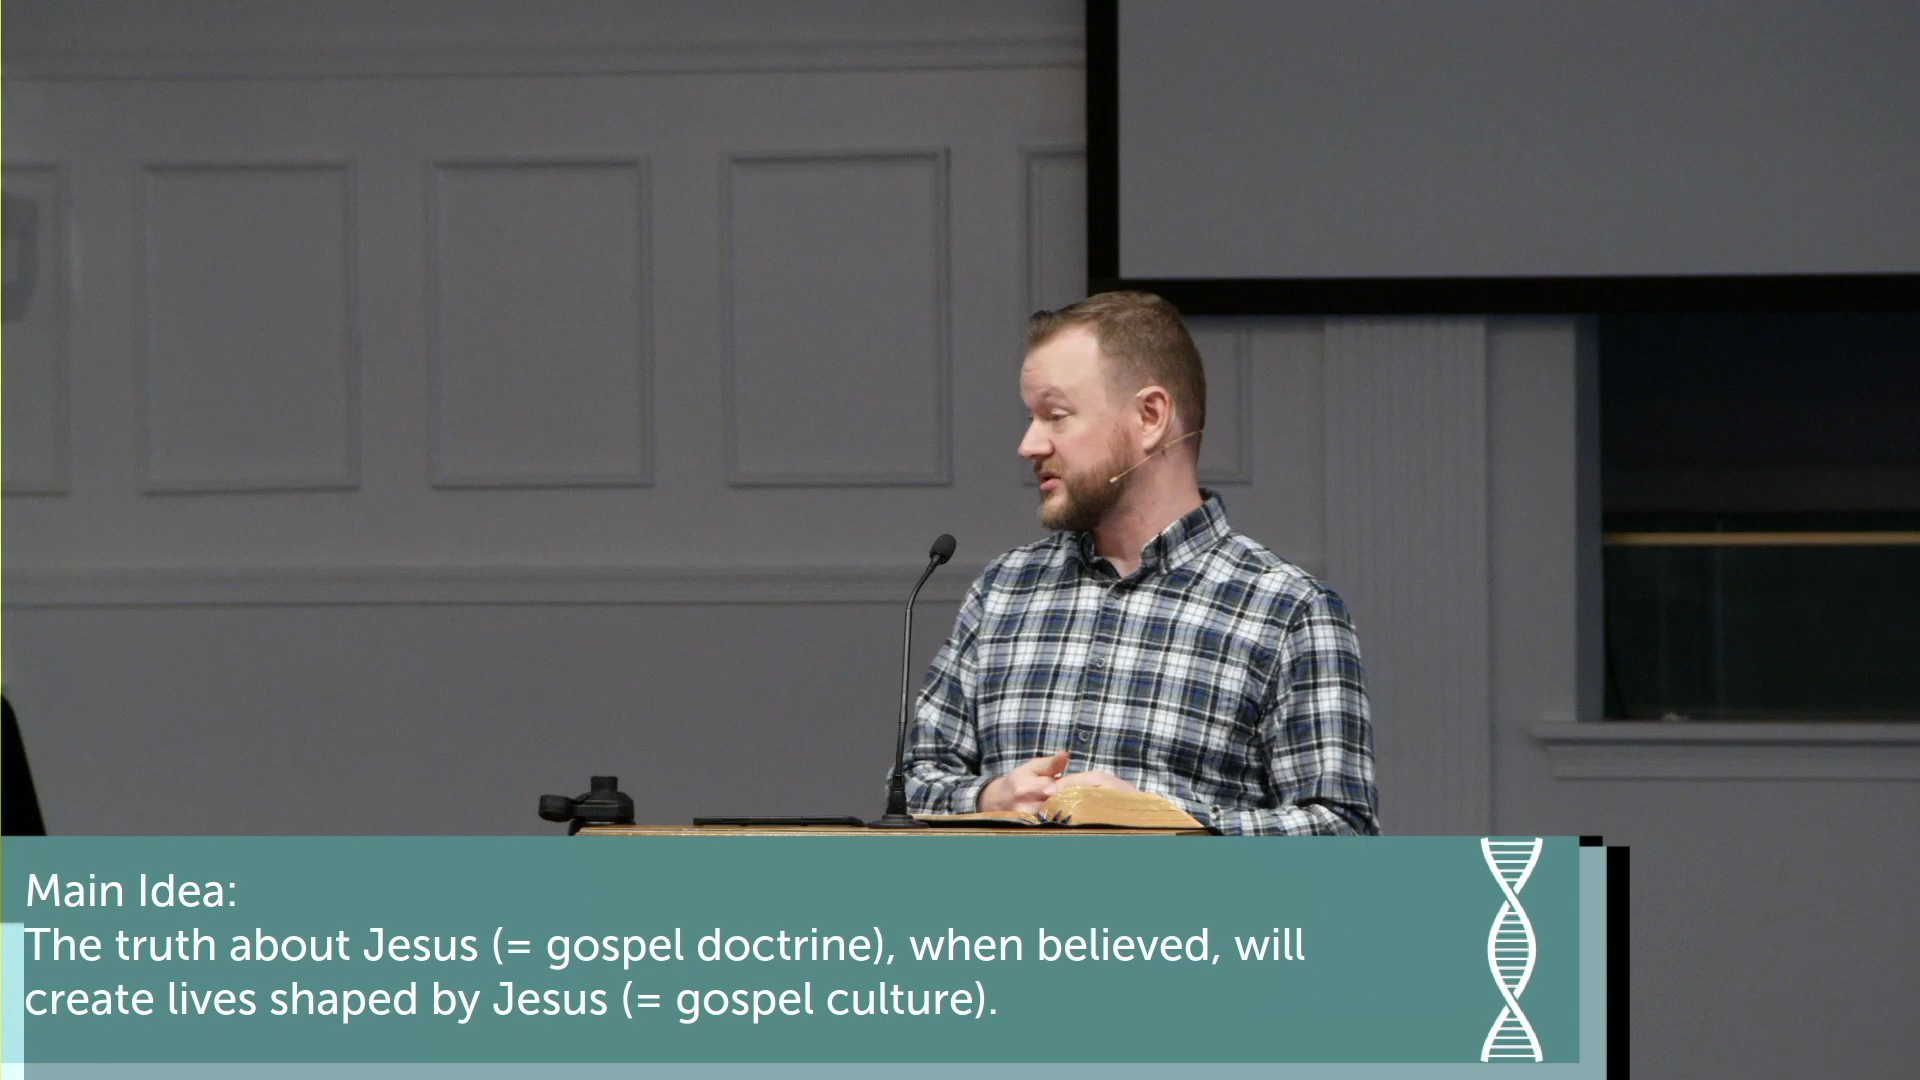 Main Idea:
The truth about Jesus (= gospel doctrine), when believed, will
create lives shaped by Jesus (= gospel culture).